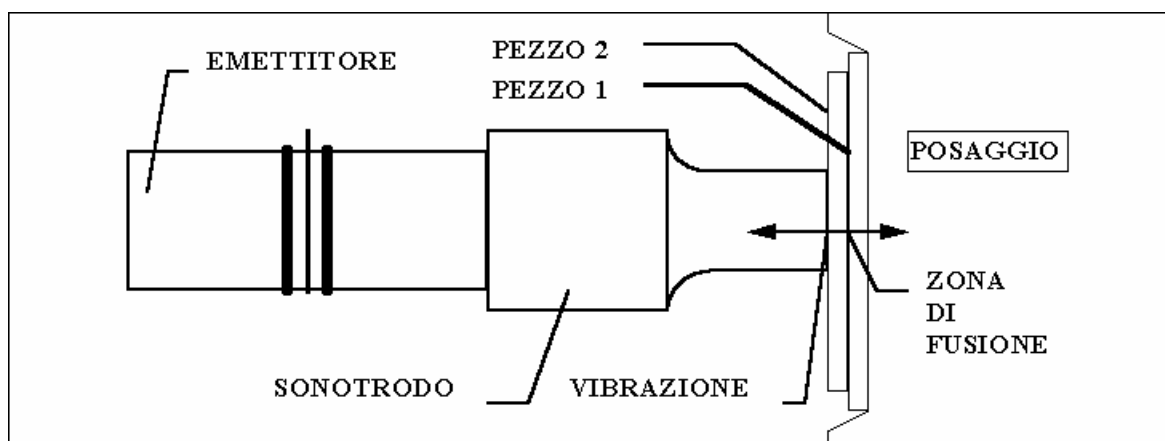 EMETTITORE
PEZZO 2
PEZZO 1
POSAGGIO
ZONA
DI
FUSIONE
SONOTRODO
VIBRAZIONE